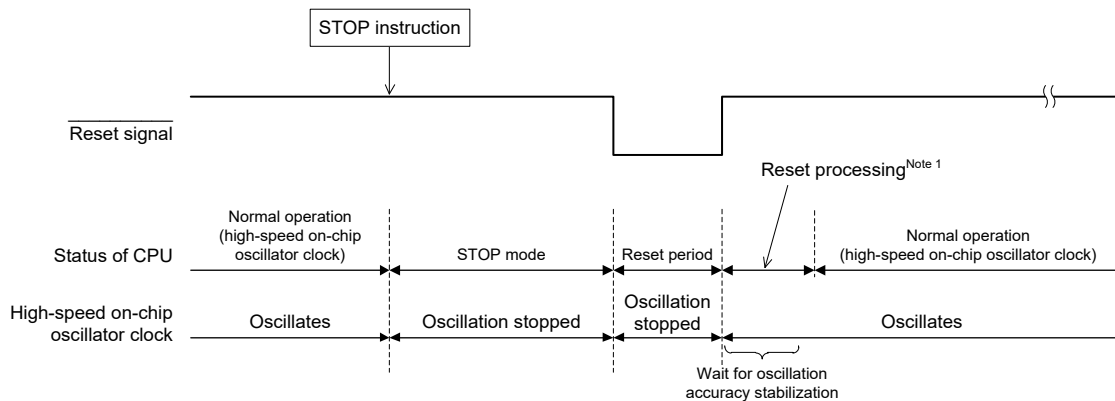 STOP instruction
Reset signal
Reset processing Note 1
Status of CPU
Normal operation
(high-speed on-chip
oscillator clock)
STOP mode
Reset period
Normal operation
(high-speed on-chip oscillator clock)
High-speed on-chip
oscillator clock
Oscillates
Oscillation stopped
Oscillation
stopped
Oscillates
Wait for oscillation
accuracy stabilization